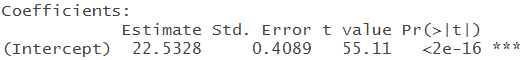 Coefficients:
Estimate Std. Error t value Pr(>|t|)
(Intercept) 22.5328 0.4089 55.11 <2e-16 ***